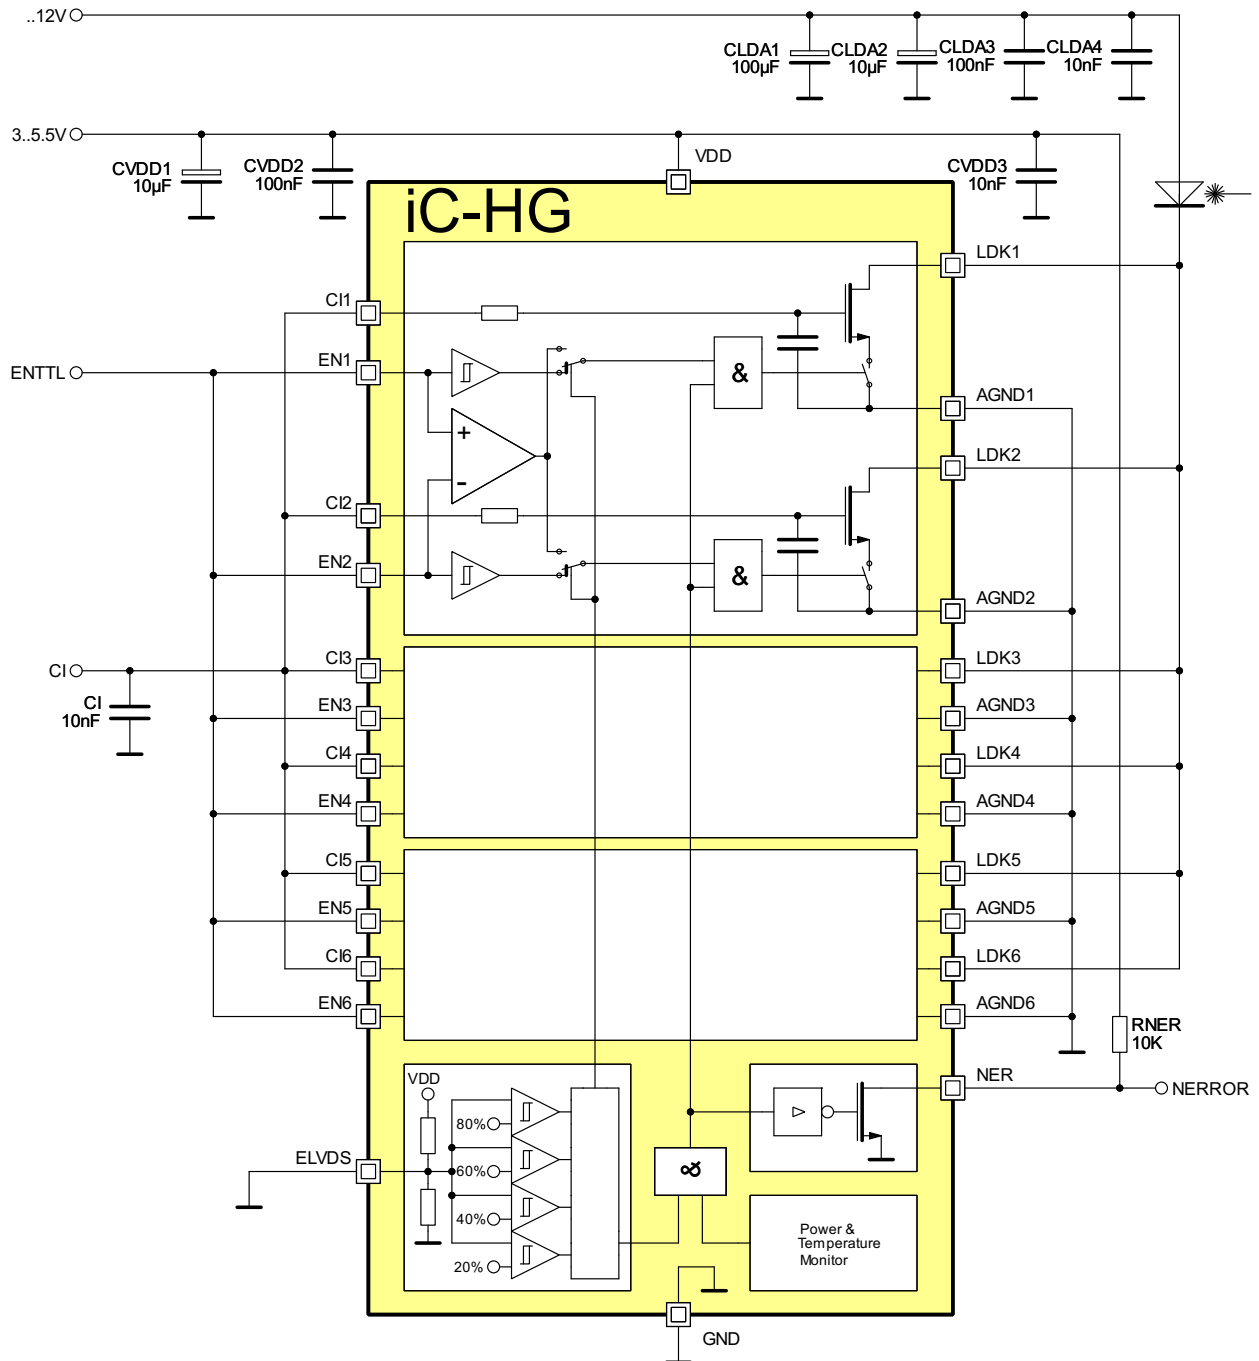 ..12V
CLDA1
100µF
CLDA2
10µF
CLDA3
100nF
CLDA4
10nF
3..5.5V
CVDD1
10µF
CVDD2
100nF
VDD
CVDD3
10nF
iC-HG
LDK1
CI1
EN1
ENTTL
&
AGND1
+
-
LDK2
CI2
EN2
&
AGND2
CI
CI3
LDK3
CI
10nF
EN3
AGND3
CI4
LDK4
EN4
AGND4
CI5
LDK5
EN5
AGND5
CI6
LDK6
EN6
AGND6
RNER
10K
VDD
NER
NERROR
80%
ELVDS
60%
&
40%
20%
Power &
Temperature
Monitor
GND